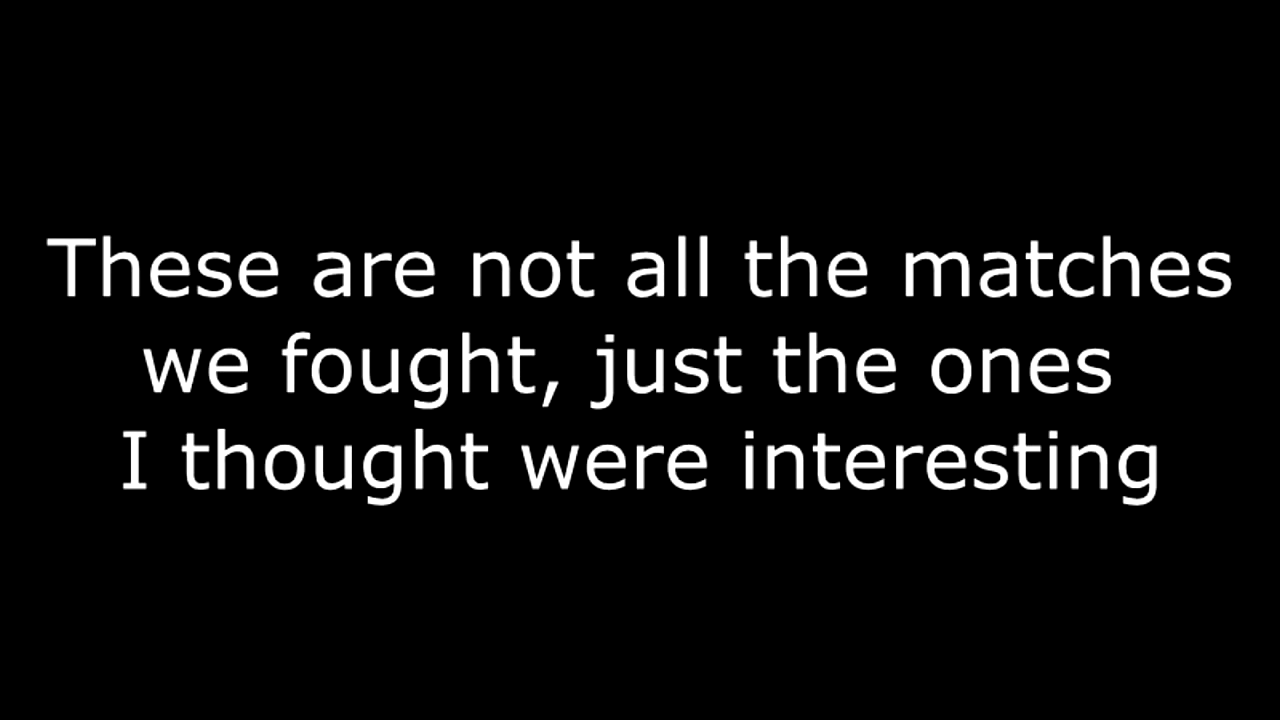 These are not all the matches
we fought, just the ones
I thought were interesting